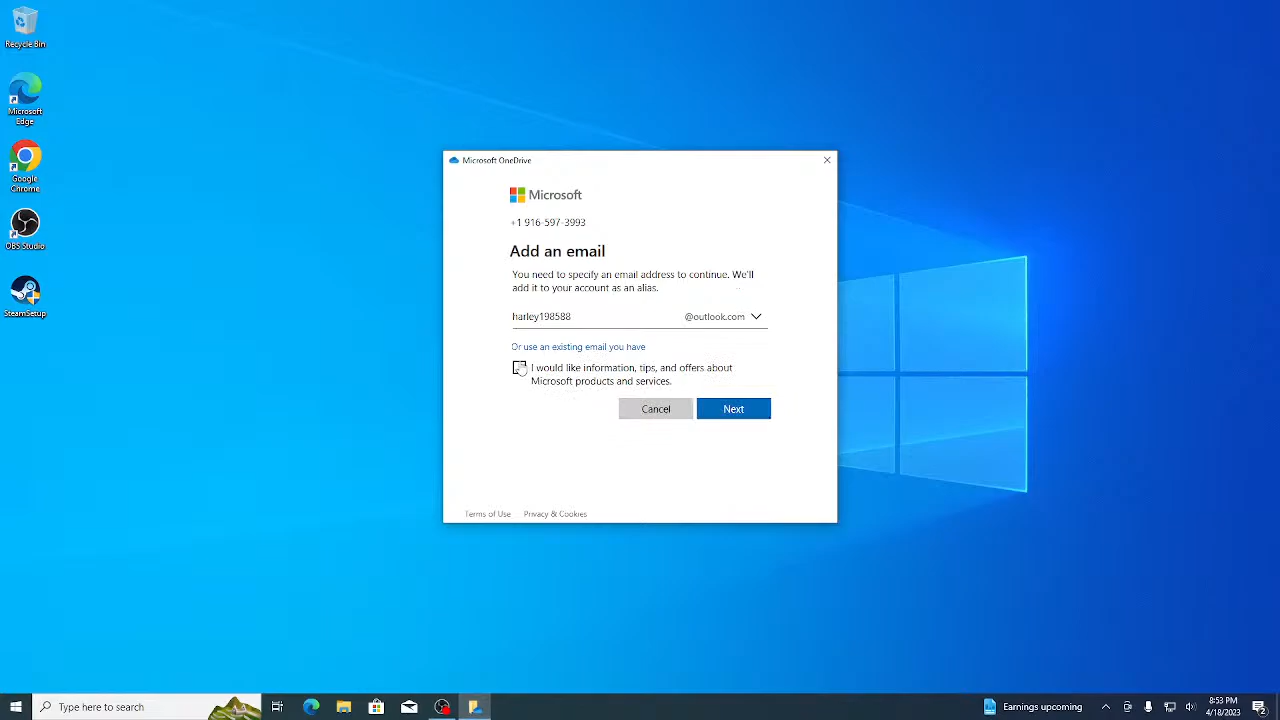 Recycle Bin
Microsoft
Edge
Google
Chrome
OBS Studio
SteamSetup
Microsoft OneDrive
Microsoft
+1 916-597-3993
Add an email
You need to specify an email address to continue. We'll
add it to your account as an alias.
harley198588 @outlook.com
Or use an existing email you have
I would like information, tips, and offers about
Microsoft products and services.
Cancel Next
Terms of Use Privacy & Cookies
Type here to search
Earnings upcoming
8:53 PM
4/18/2023
2